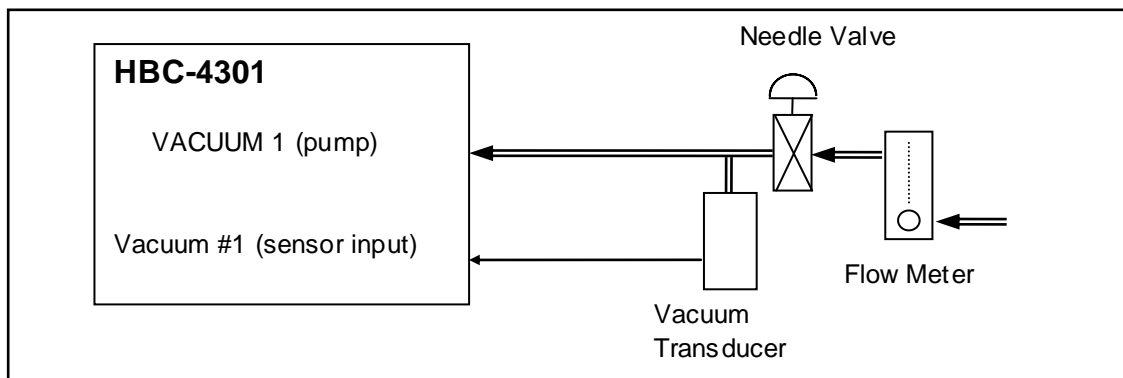 Needle Valve
HBC-4301
VACUUM 1 (pump)
Vacuum #1 (sensor input)
Flow Meter
Vacuum
Transducer